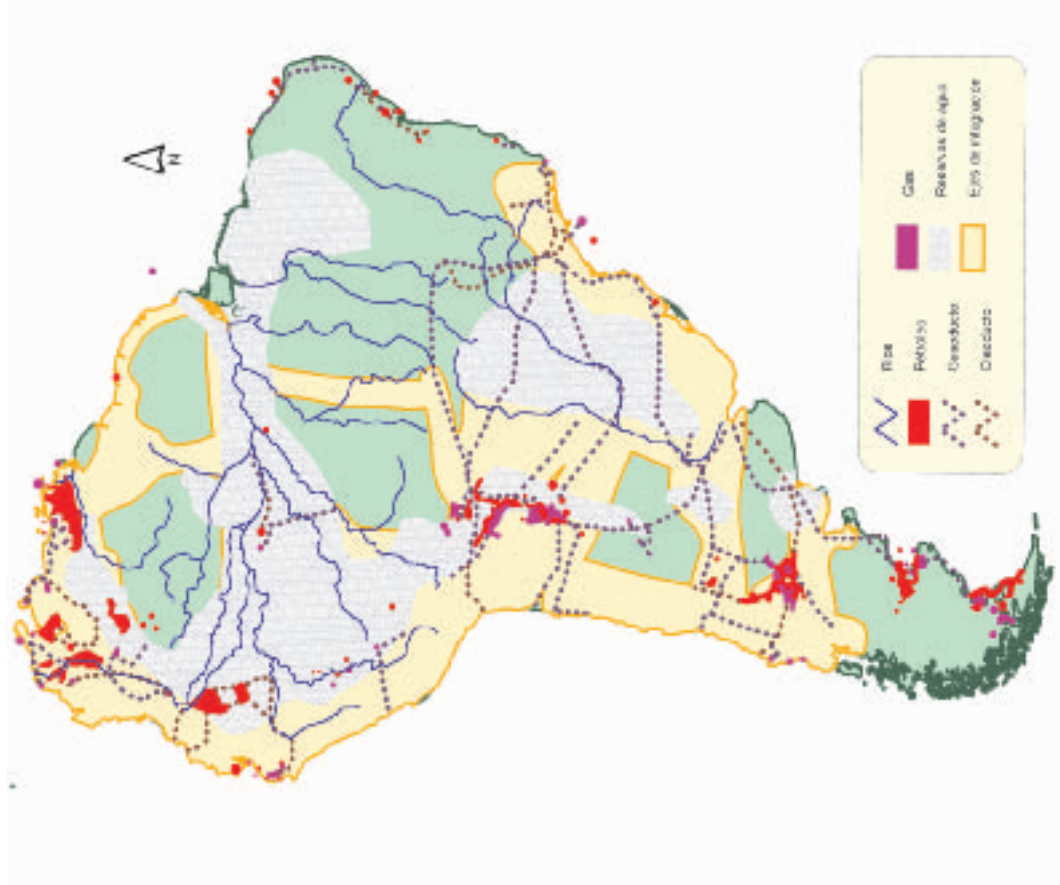 N
Ríos
Petróleo
Gasoducto
Oleoducto
Gas
Reservas de agua
Ejes de integración